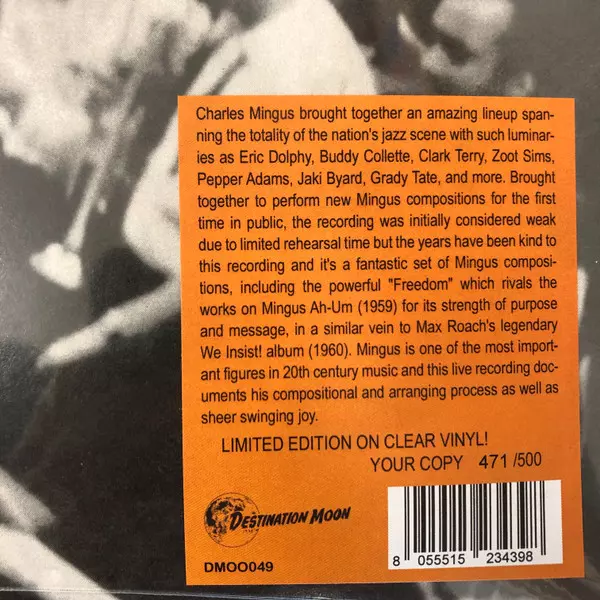 Charles Mingus brought together an amazing lineup span-
ning the totality of the nation's jazz scene with such luminar-
ies as Eric Dolphy, Buddy Collette, Clark Terry, Zoot Sims,
Pepper Adams, Jaki Byard, Grady Tate, and more. Brought
together to perform new Mingus compositions for the first
time in public, the recording was initially considered weak
due to limited rehearsal time but the years have been kind to
this recording and it's a fantastic set of Mingus composi-
tions, including the powerful "Freedom" which rivals the
works on Mingus Ah-Um (1959) for its strength of purpose
and message, in a similar vein to Max Roach's legendary
We Insist! album (1960). Mingus is one of the most import-
ant figures in 20th century music and this live recording doc-
uments his compositional and arranging process as well as
sheer swinging joy.
LIMITED EDITION ON CLEAR VINYL!
YOUR COPY 471 /500
DESTINATION MOON
DMOO049
8 055515 234398